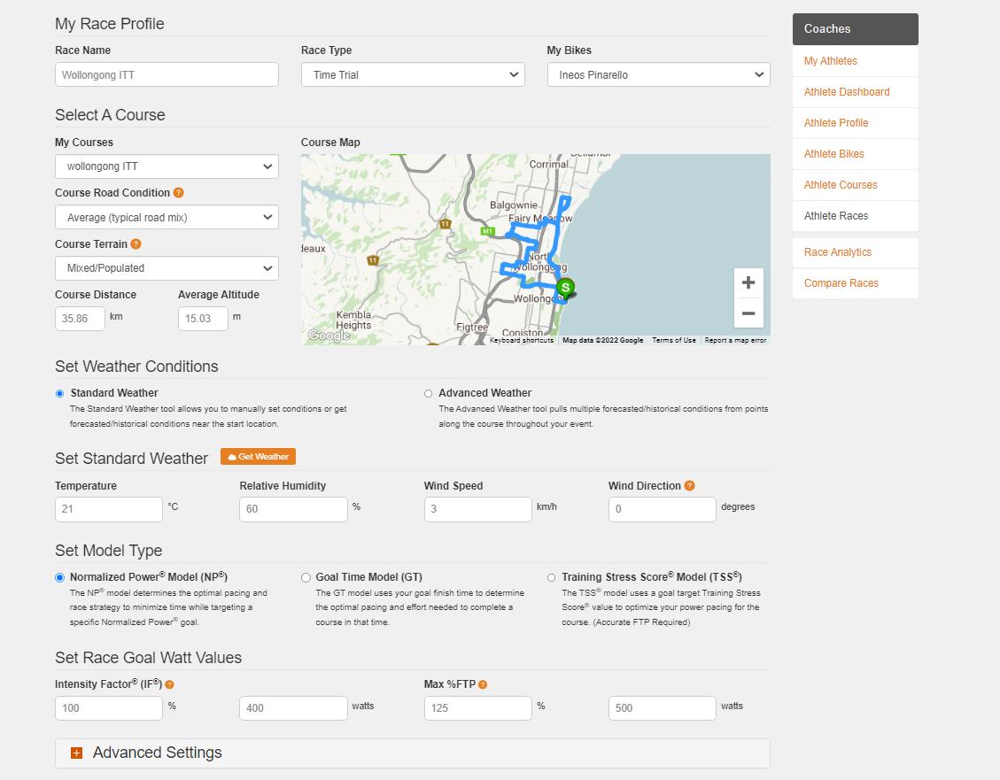 My Race Profile
Race Name
Race Type
My Bikes
Wollongong ITT
Time Trial
Ineos Pinarello
Select A Course
My Courses
wollongong ITT
Course Road Condition ?
Average (typical road mix)
Course Terrain ?
Mixed/Populated
Course Distance
Average Altitude
35.86 km
15.03 m
Course Map
Corrimal
Balgownie
Fairy Meadow
11
M1
deaux
11
North
Wollongong
S
Wollongong
Kembla
Heights
Figtree
Coniston
+
−
Google
Keyboard shortcuts
Map data ©2022 Google
Terms of Use
Report a map error
Set Weather Conditions
Standard Weather
The Standard Weather tool allows you to manually set conditions or get
forecasted/historical conditions near the start location.
Advanced Weather
The Advanced Weather tool pulls multiple forecasted/historical conditions from points
along the course throughout your event.
Set Standard Weather
Get Weather
Temperature
Relative Humidity
Wind Speed
Wind Direction ?
21 °C
60 %
3 km/h
0 degrees
Set Model Type
Normalized Power® Model (NP®)
The NP® model determines the optimal pacing and
race strategy to minimize time while targeting a
specific Normalized Power® goal.
Goal Time Model (GT)
The GT model uses your goal finish time to determine
the optimal pacing and effort needed to complete a
course in that time.
Training Stress Score® Model (TSS®)
The TSS® model uses a goal target Training Stress
Score® value to optimize your power pacing for the
course. (Accurate FTP Required)
Set Race Goal Watt Values
Intensity Factor® (IF®) ?
Max %FTP ?
100 %
400 watts
125 %
500 watts
+ Advanced Settings
Coaches
My Athletes
Athlete Dashboard
Athlete Profile
Athlete Bikes
Athlete Courses
Athlete Races
Race Analytics
Compare Races